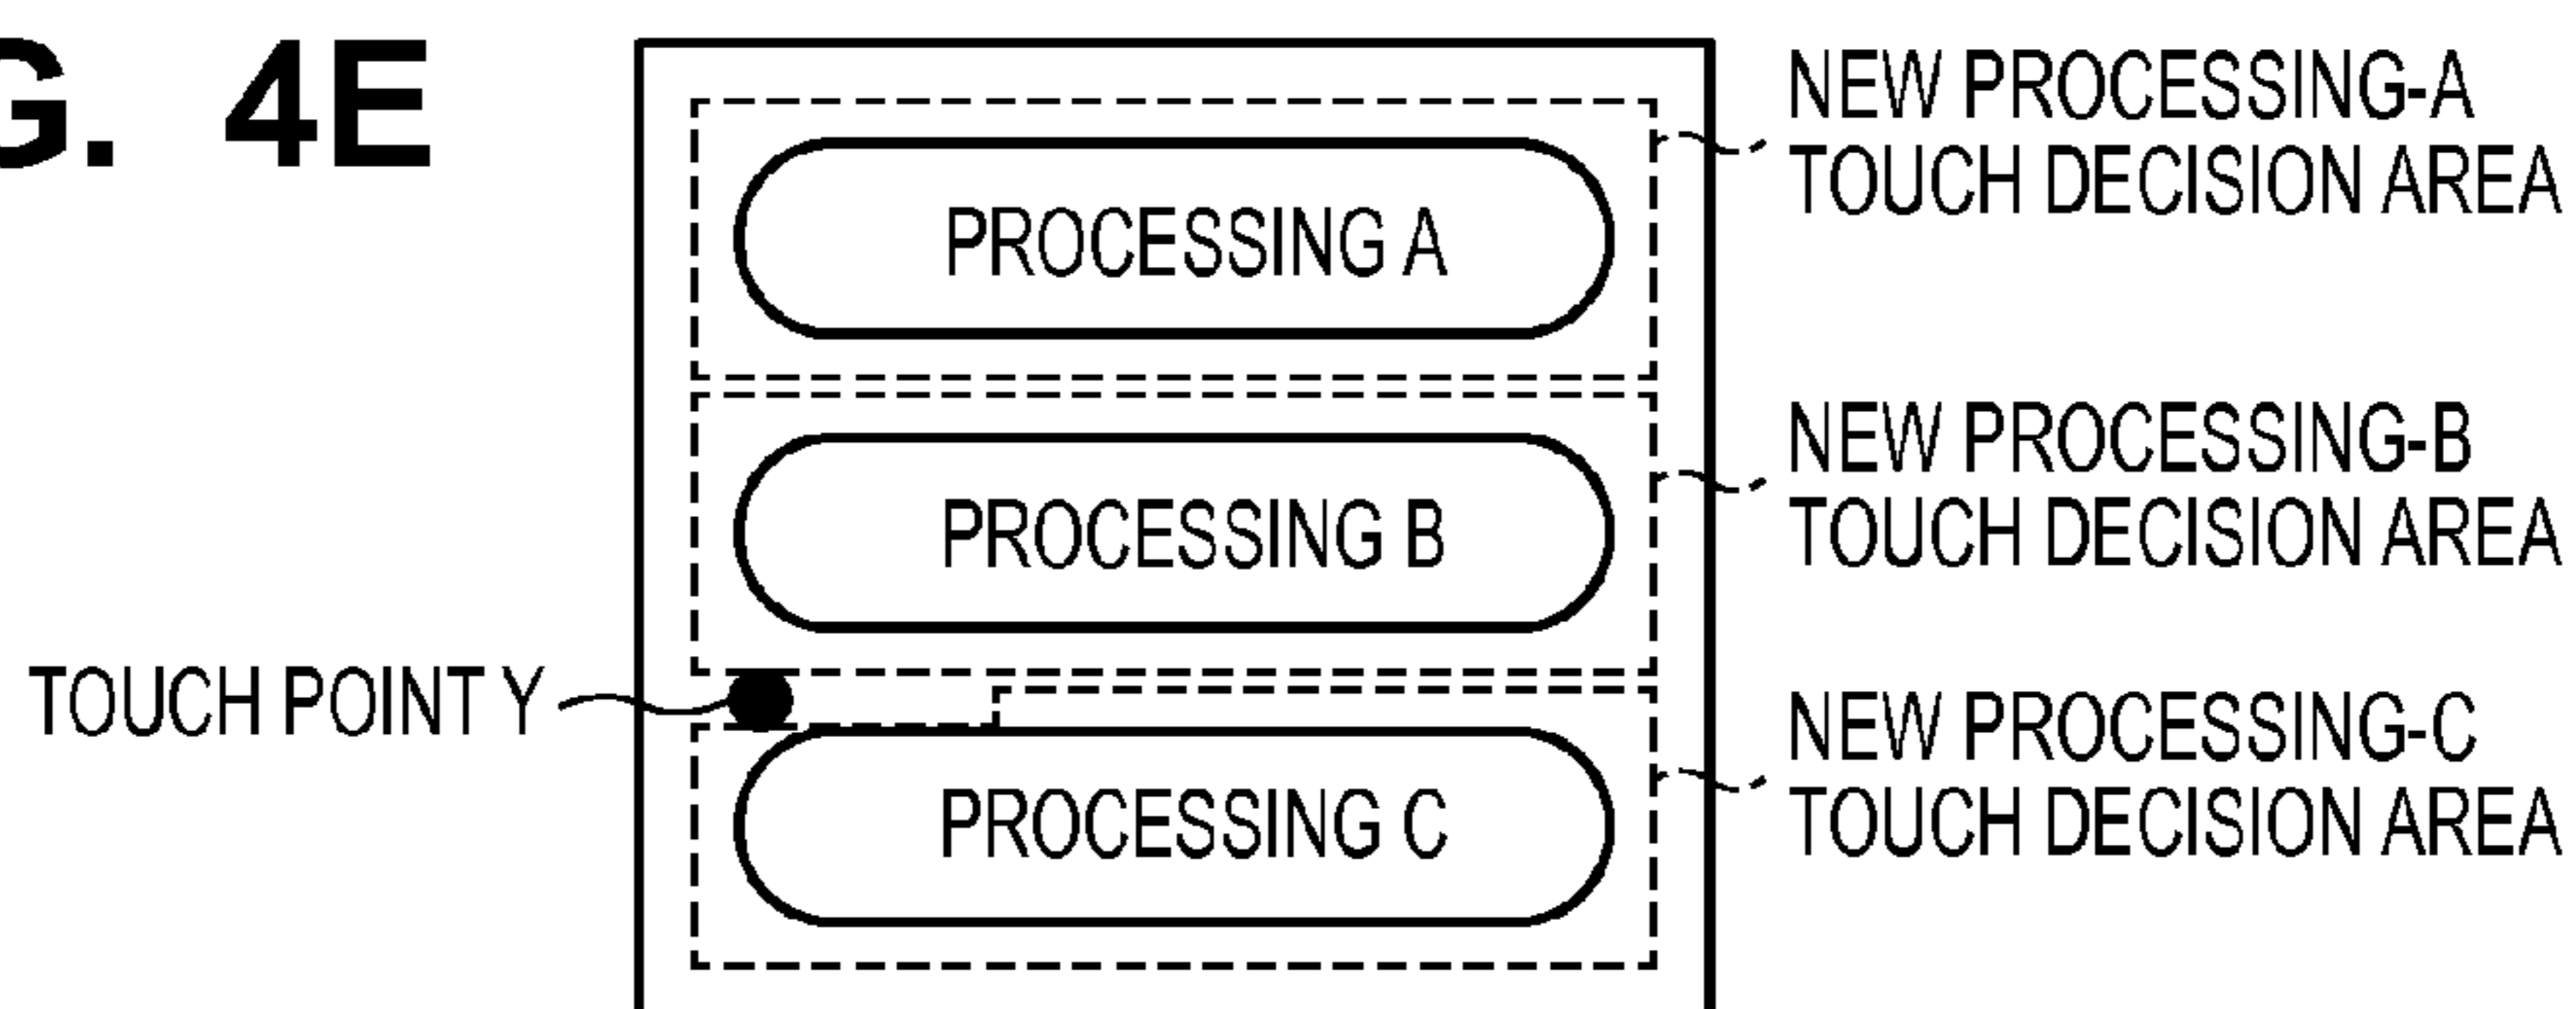 G. 4E
NEW PROCESSING-A
TOUCH DECISION AREA
PROCESSING A
NEW PROCESSING-B
TOUCH DECISION AREA
PROCESSING B
TOUCH POINT Y
NEW PROCESSING-C
TOUCH DECISION AREA
PROCESSING C